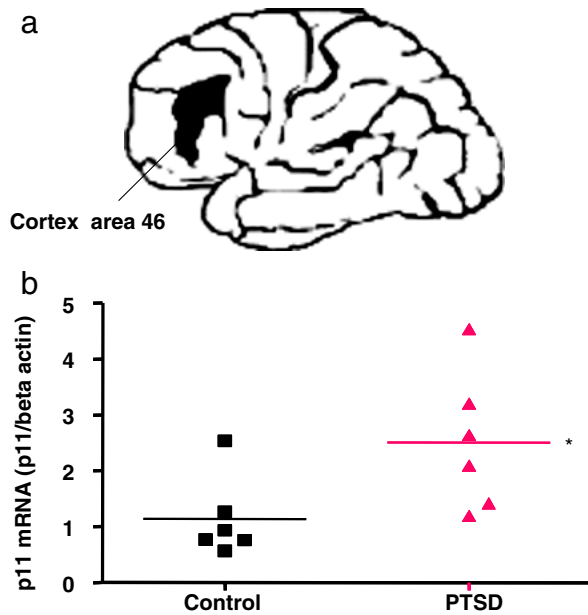 a
Cortex area 46
b
p11 mRNA (p11/beta actin)
5
4
3
2
1
0
*
Control PTSD